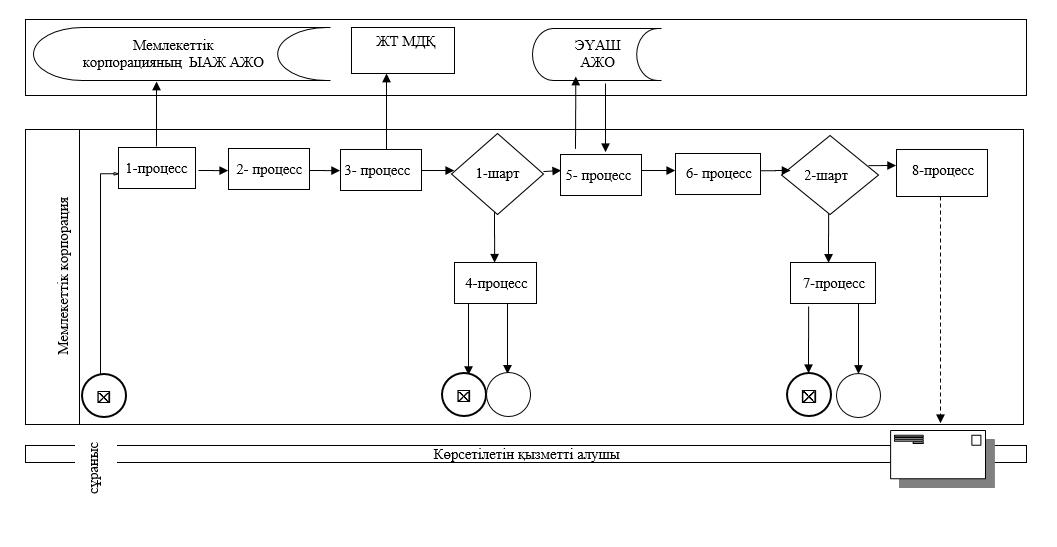 Мемлекеттік
корпорацияның ЫАЖ АЖО
ЖТ МДҚ
ЭҮАШ
АЖО
Мемлекеттік корпорация
1-процесс
2- процесс
3- процесс
1-шарт
5- процесс
6- процесс
2-шарт
8-процесс
4-процесс
7-процесс
сұраныс
Көрсетілетін қызметті алушы